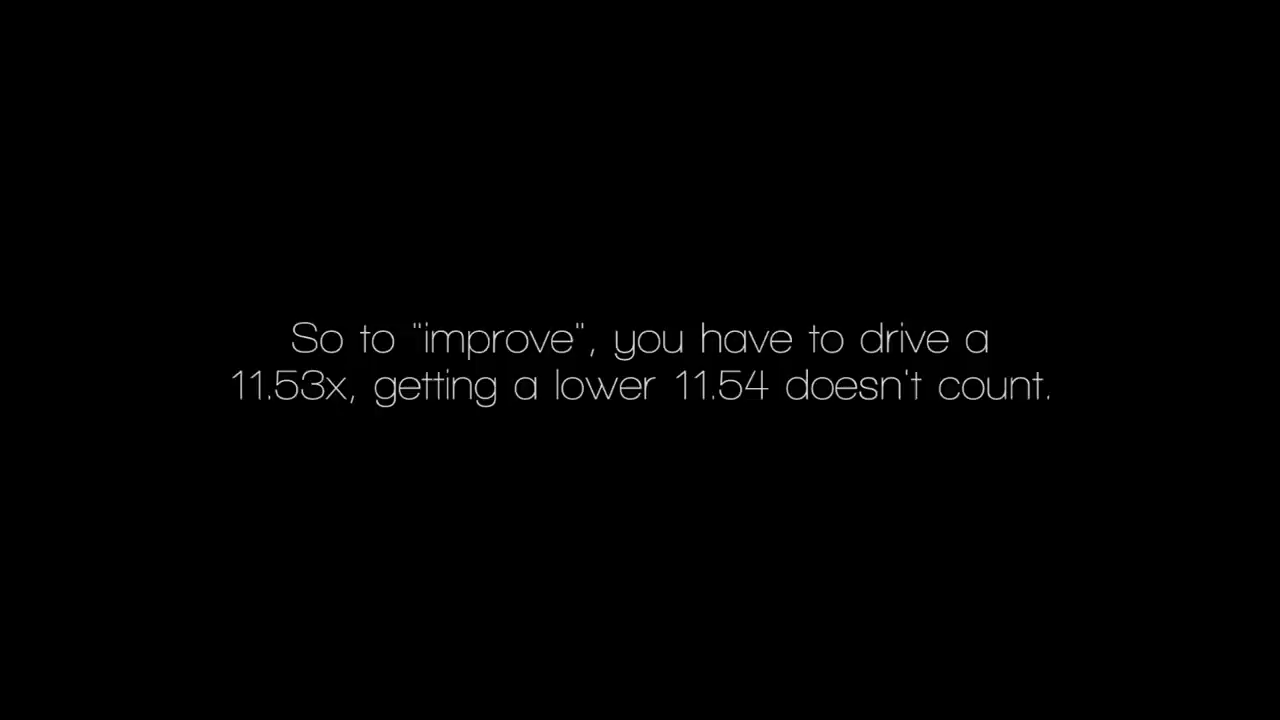 So to "improve", you have to drive a
11.53x, getting a lower 11.54 doesn't count.